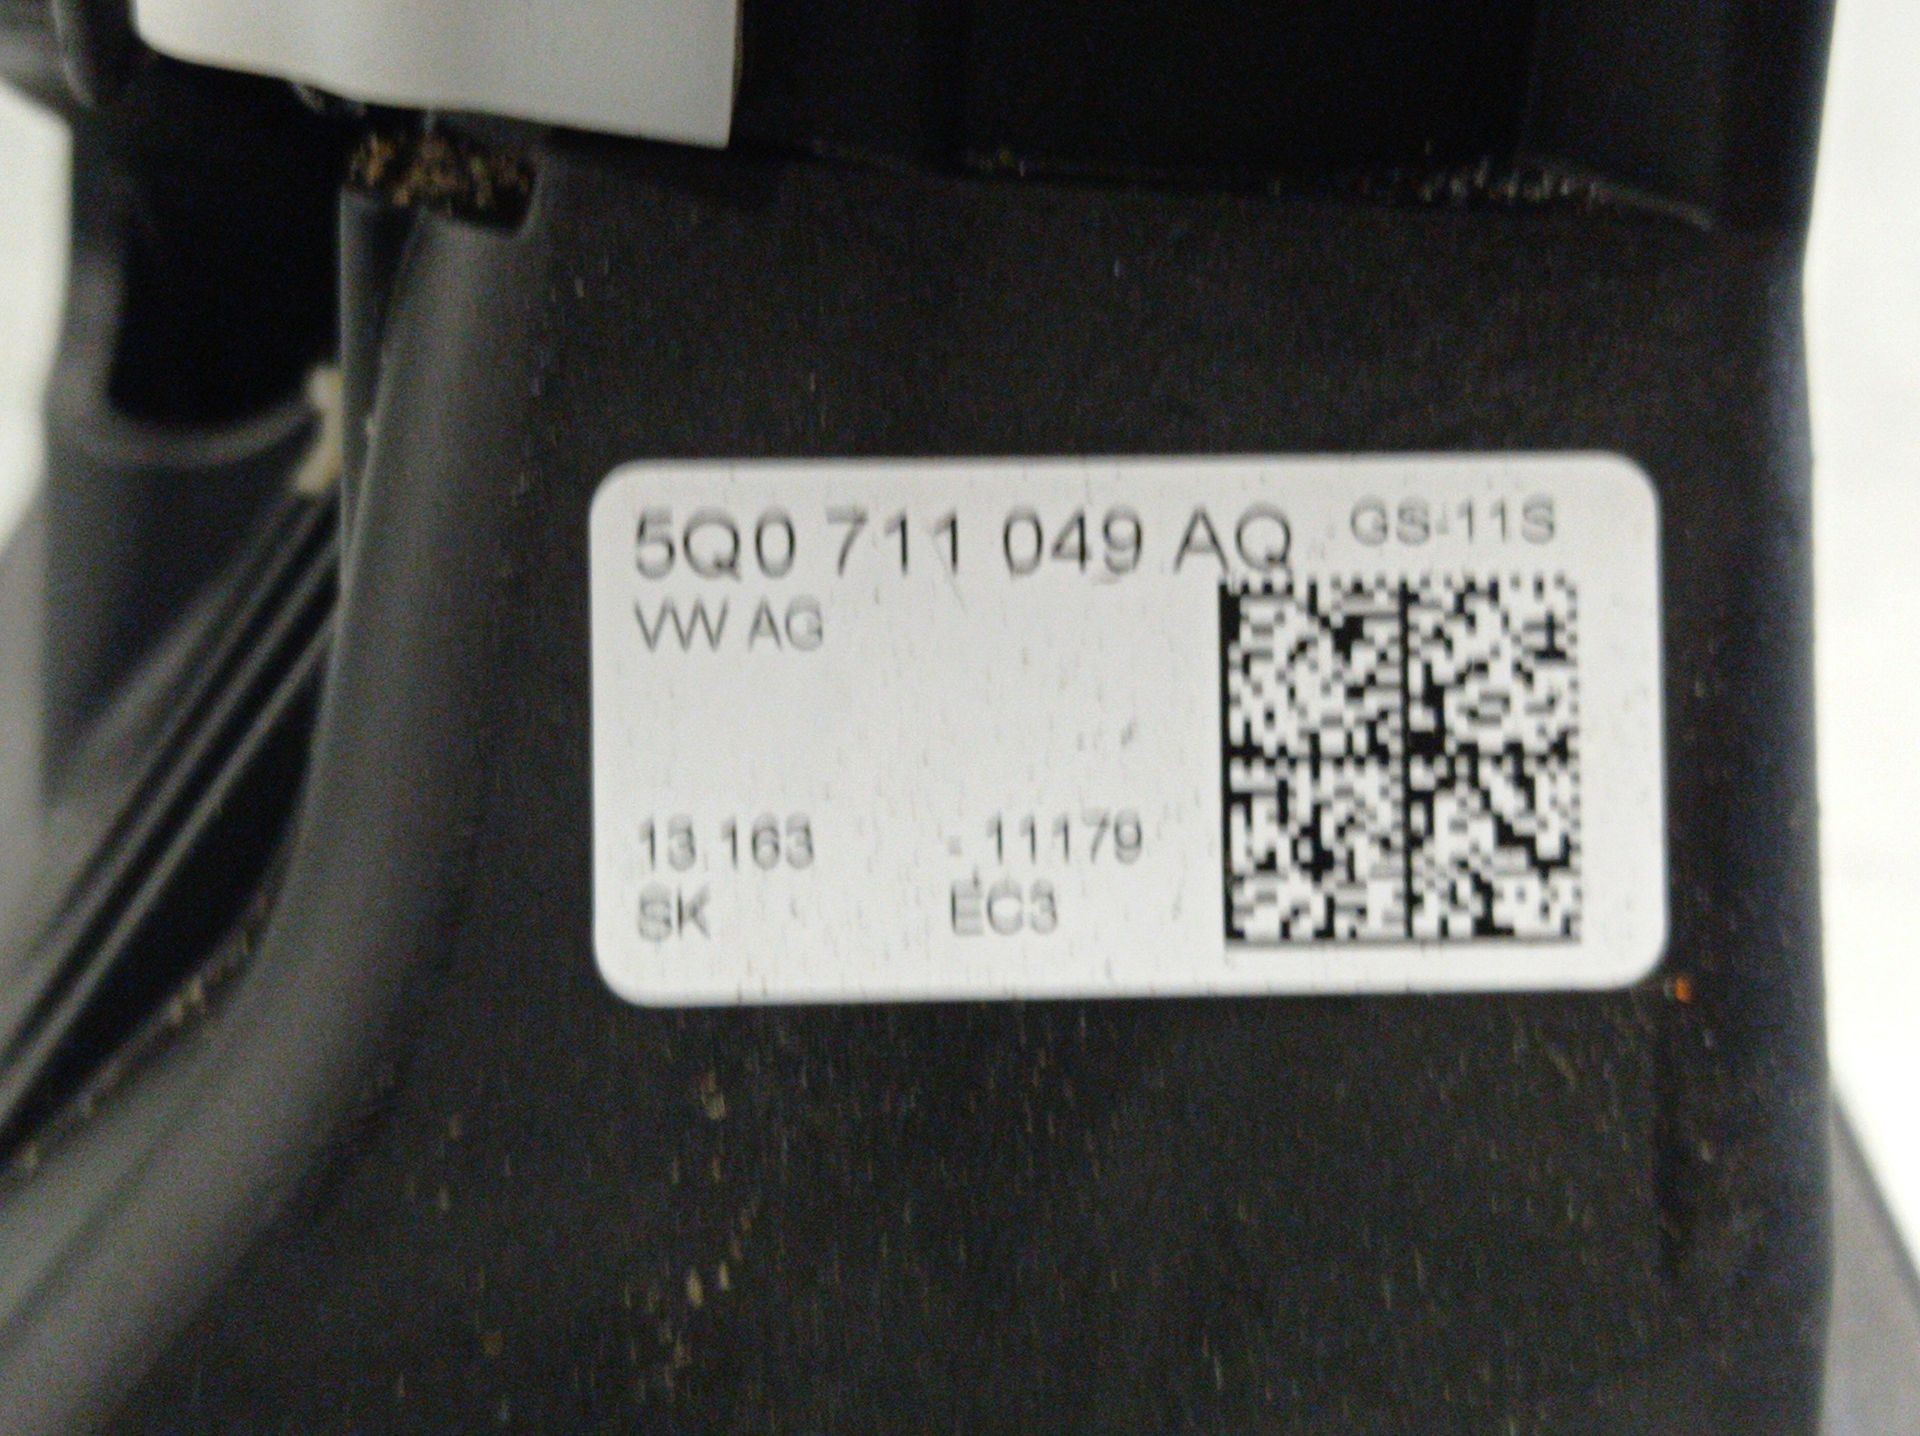 5Q0 711 049 AQ GS-11S
VW AG
13.163 - 11179
SK EC3